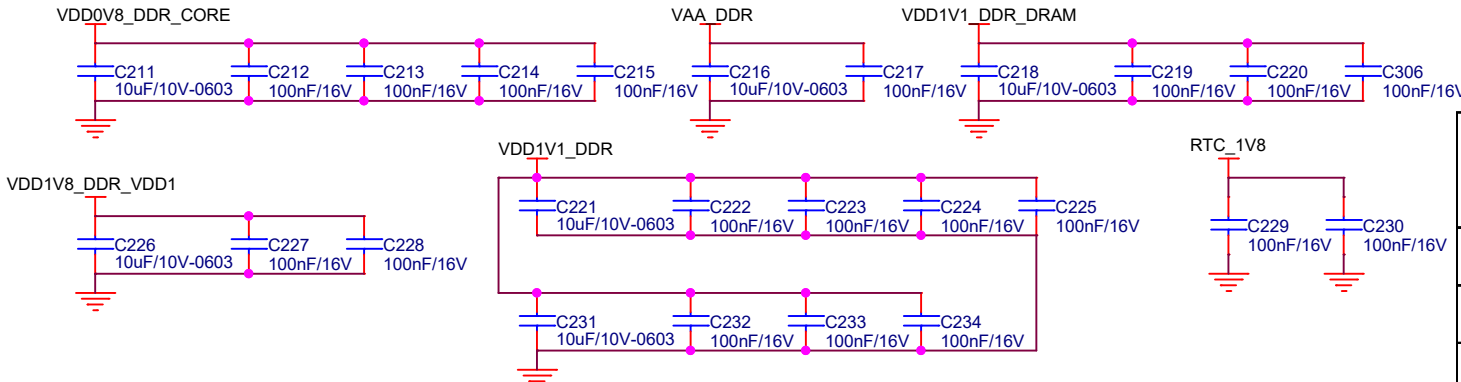 VDD0V8_DDR_CORE
C211
10uF/10V-0603
C212
100nF/16V
C213
100nF/16V
C214
100nF/16V
C215
100nF/16V
VAA_DDR
C216
10uF/10V-0603
C217
100nF/16V
VDD1V1_DDR_DRAM
C218
10uF/10V-0603
C219
100nF/16V
C220
100nF/16V
C306
100nF/16V
VDD1V8_DDR_VDD1
C226
10uF/10V-0603
C227
100nF/16V
C228
100nF/16V
VDD1V1_DDR
C221
10uF/10V-0603
C222
100nF/16V
C223
100nF/16V
C224
100nF/16V
C225
100nF/16V
C231
10uF/10V-0603
C232
100nF/16V
C233
100nF/16V
C234
100nF/16V
RTC_1V8
C229
100nF/16V
C230
100nF/16V